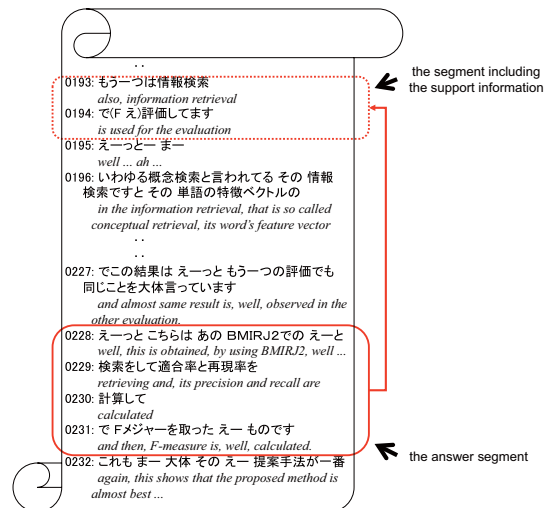 . .
0193: もう一つは情報検索
also, information retrieval
0194: で(F え)評価してます
is used for the evaluation
0195: えーっとー まー
well ... ah ...
0196: いわゆる概念検索と言われてる その 情報
検索ですと その 単語の特徴ベクトルの
in the information retrieval, that is so called
conceptual retrieval, its word's feature vector
. .
. .
0227: でこの結果は えーっと もう一つの評価でも
同じことを大体言っています
and almost same result is, well, observed in the
other evaluation.
0228: えーっと こちらは あの BMIRJ2での えーと
well, this is obtained, by using BMIRJ2, well ...
0229: 検索をして適合率と再現率を
retrieving and, its precision and recall are
0230: 計算して
calculated
0231: で Fメジャーを取った えー ものです
and then, F-measure is, well, calculated.
0232: これも まー 大体 その えー 提案手法が一番
again, this shows that the proposed method is
almost best ...
the segment including
the support information
the answer segment